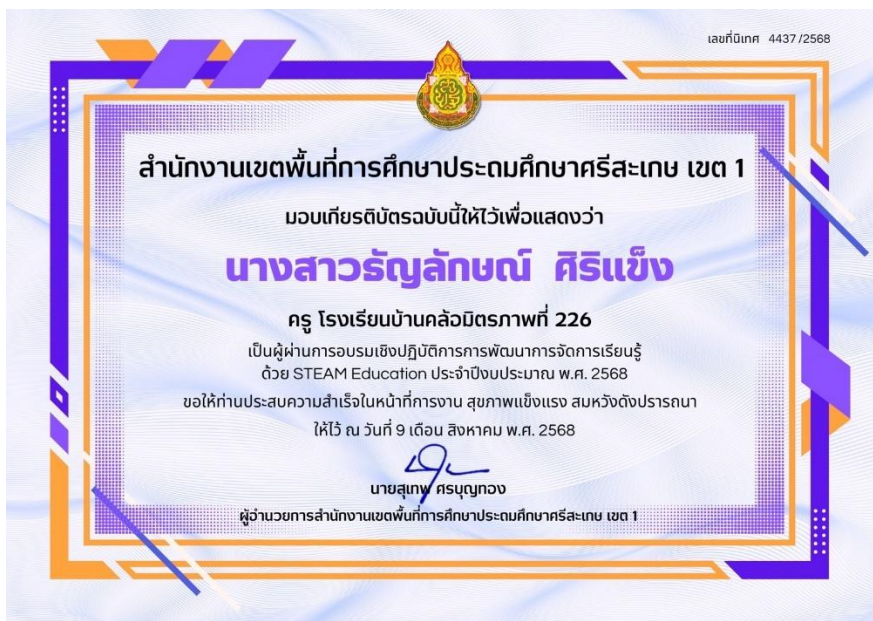 เลขที่นิเทศ 4437/2568
สำนักงานเขตพื้นที่การศึกษาประถมศึกษาศรีสะเกษ เขต 1
มอบเกียรติบัตรฉบับนี้ให้ไว้เพื่อแสดงว่า
นางสาวธัญลักษณ์ ศิริแข็ง
ครู โรงเรียนบ้านคล้อมิตรภาพที่ 226
เป็นผู้ผ่านการอบรมเชิงปฏิบัติการการพัฒนาการจัดการเรียนรู้
ด้วย STEAM Education ประจำปีงบประมาณ พ.ศ. 2568
ขอให้ท่านประสบความสำเร็จในหน้าที่การงาน สุขภาพแข็งแรง สมหวังดังปรารถนา
ให้ไว้ ณ วันที่ 9 เดือน สิงหาคม พ.ศ. 2568
นายสุเทพ ศรบุญทอง
ผู้อำนวยการสำนักงานเขตพื้นที่การศึกษาประถมศึกษาศรีสะเกษ เขต 1